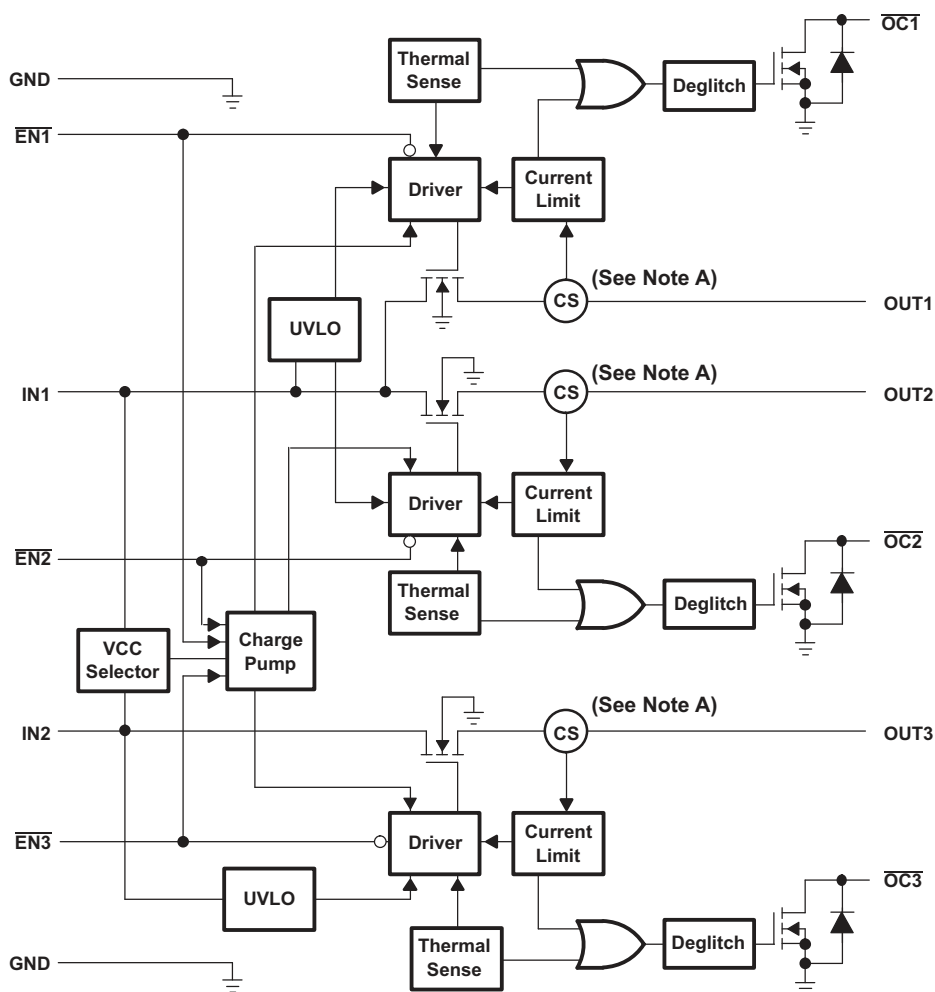 OC1
Thermal
Sense
GND
Deglitch
EN1
Driver
Current
Limit
(See Note A)
CS
OUT1
UVLO
(See Note A)
IN1
CS
OUT2
Driver
Current
Limit
OC2
EN2
Thermal
Sense
Deglitch
VCC
Selector
Charge
Pump
(See Note A)
IN2
CS
OUT3
EN3
Driver
Current
Limit
OC3
UVLO
Thermal
Sense
Deglitch
GND